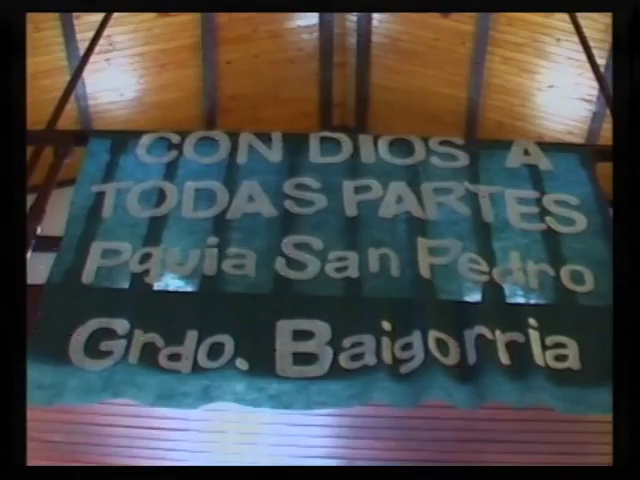 CON DIOS A
TODAS PARTES
Pquia San Pedro
Grdo. Baigorria